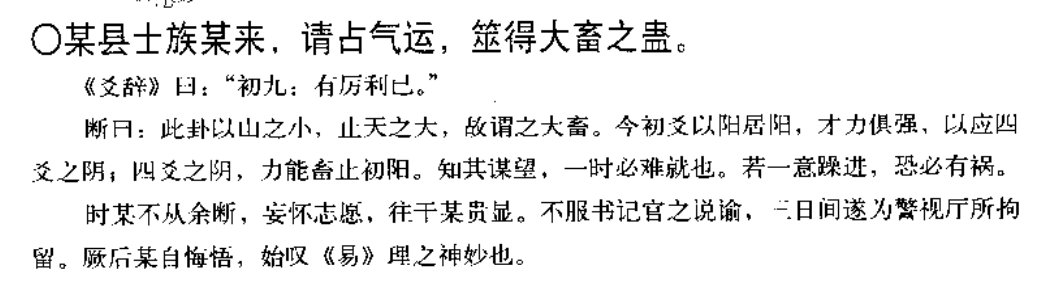 〇某县士族某来，请占气运，筮得大畜之蛊。
《爻辞》曰：“初九：有厉利已。”
断曰：此卦以山之小，止天之大，故谓之大畜。今初爻以阳居阳，才力俱强，以应四
爻之阴；四爻之阴，力能畜止初阳。知其谋望，一时必难就也。若一意躁进，恐必有祸。
时某不从余断，妄怀志愿，往干某贵显。不服书记官之说谕，三日间遂为警视厅所拘
留。厥后某自悔悟，始叹《易》理之神妙也。